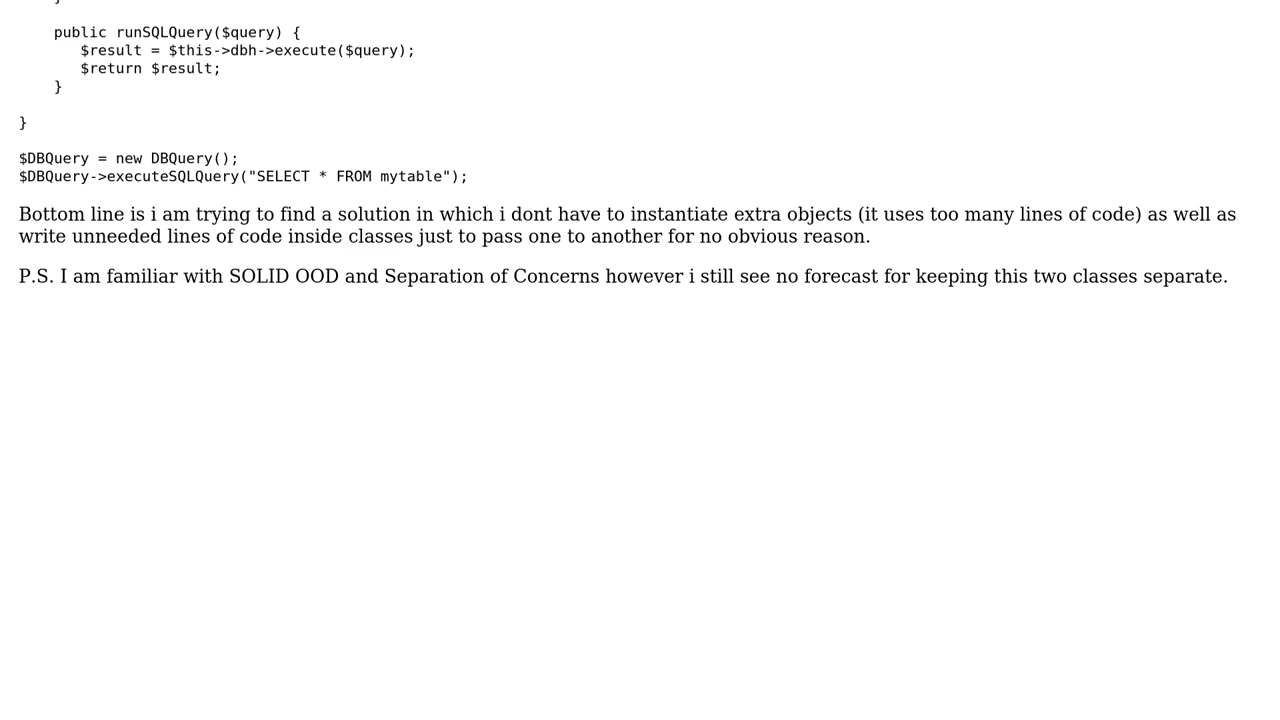 public runSQLQuery($query) {
$result = $this->dbh->execute($query);
$return $result;
}
}
$DBQuery = new DBQuery();
$DBQuery->executeSQLQuery("SELECT * FROM mytable");
Bottom line is i am trying to find a solution in which i dont have to instantiate extra objects (it uses too many lines of code) as well as
write unneeded lines of code inside classes just to pass one to another for no obvious reason.
P.S. I am familiar with SOLID OOD and Separation of Concerns however i still see no forecast for keeping this two classes separate.